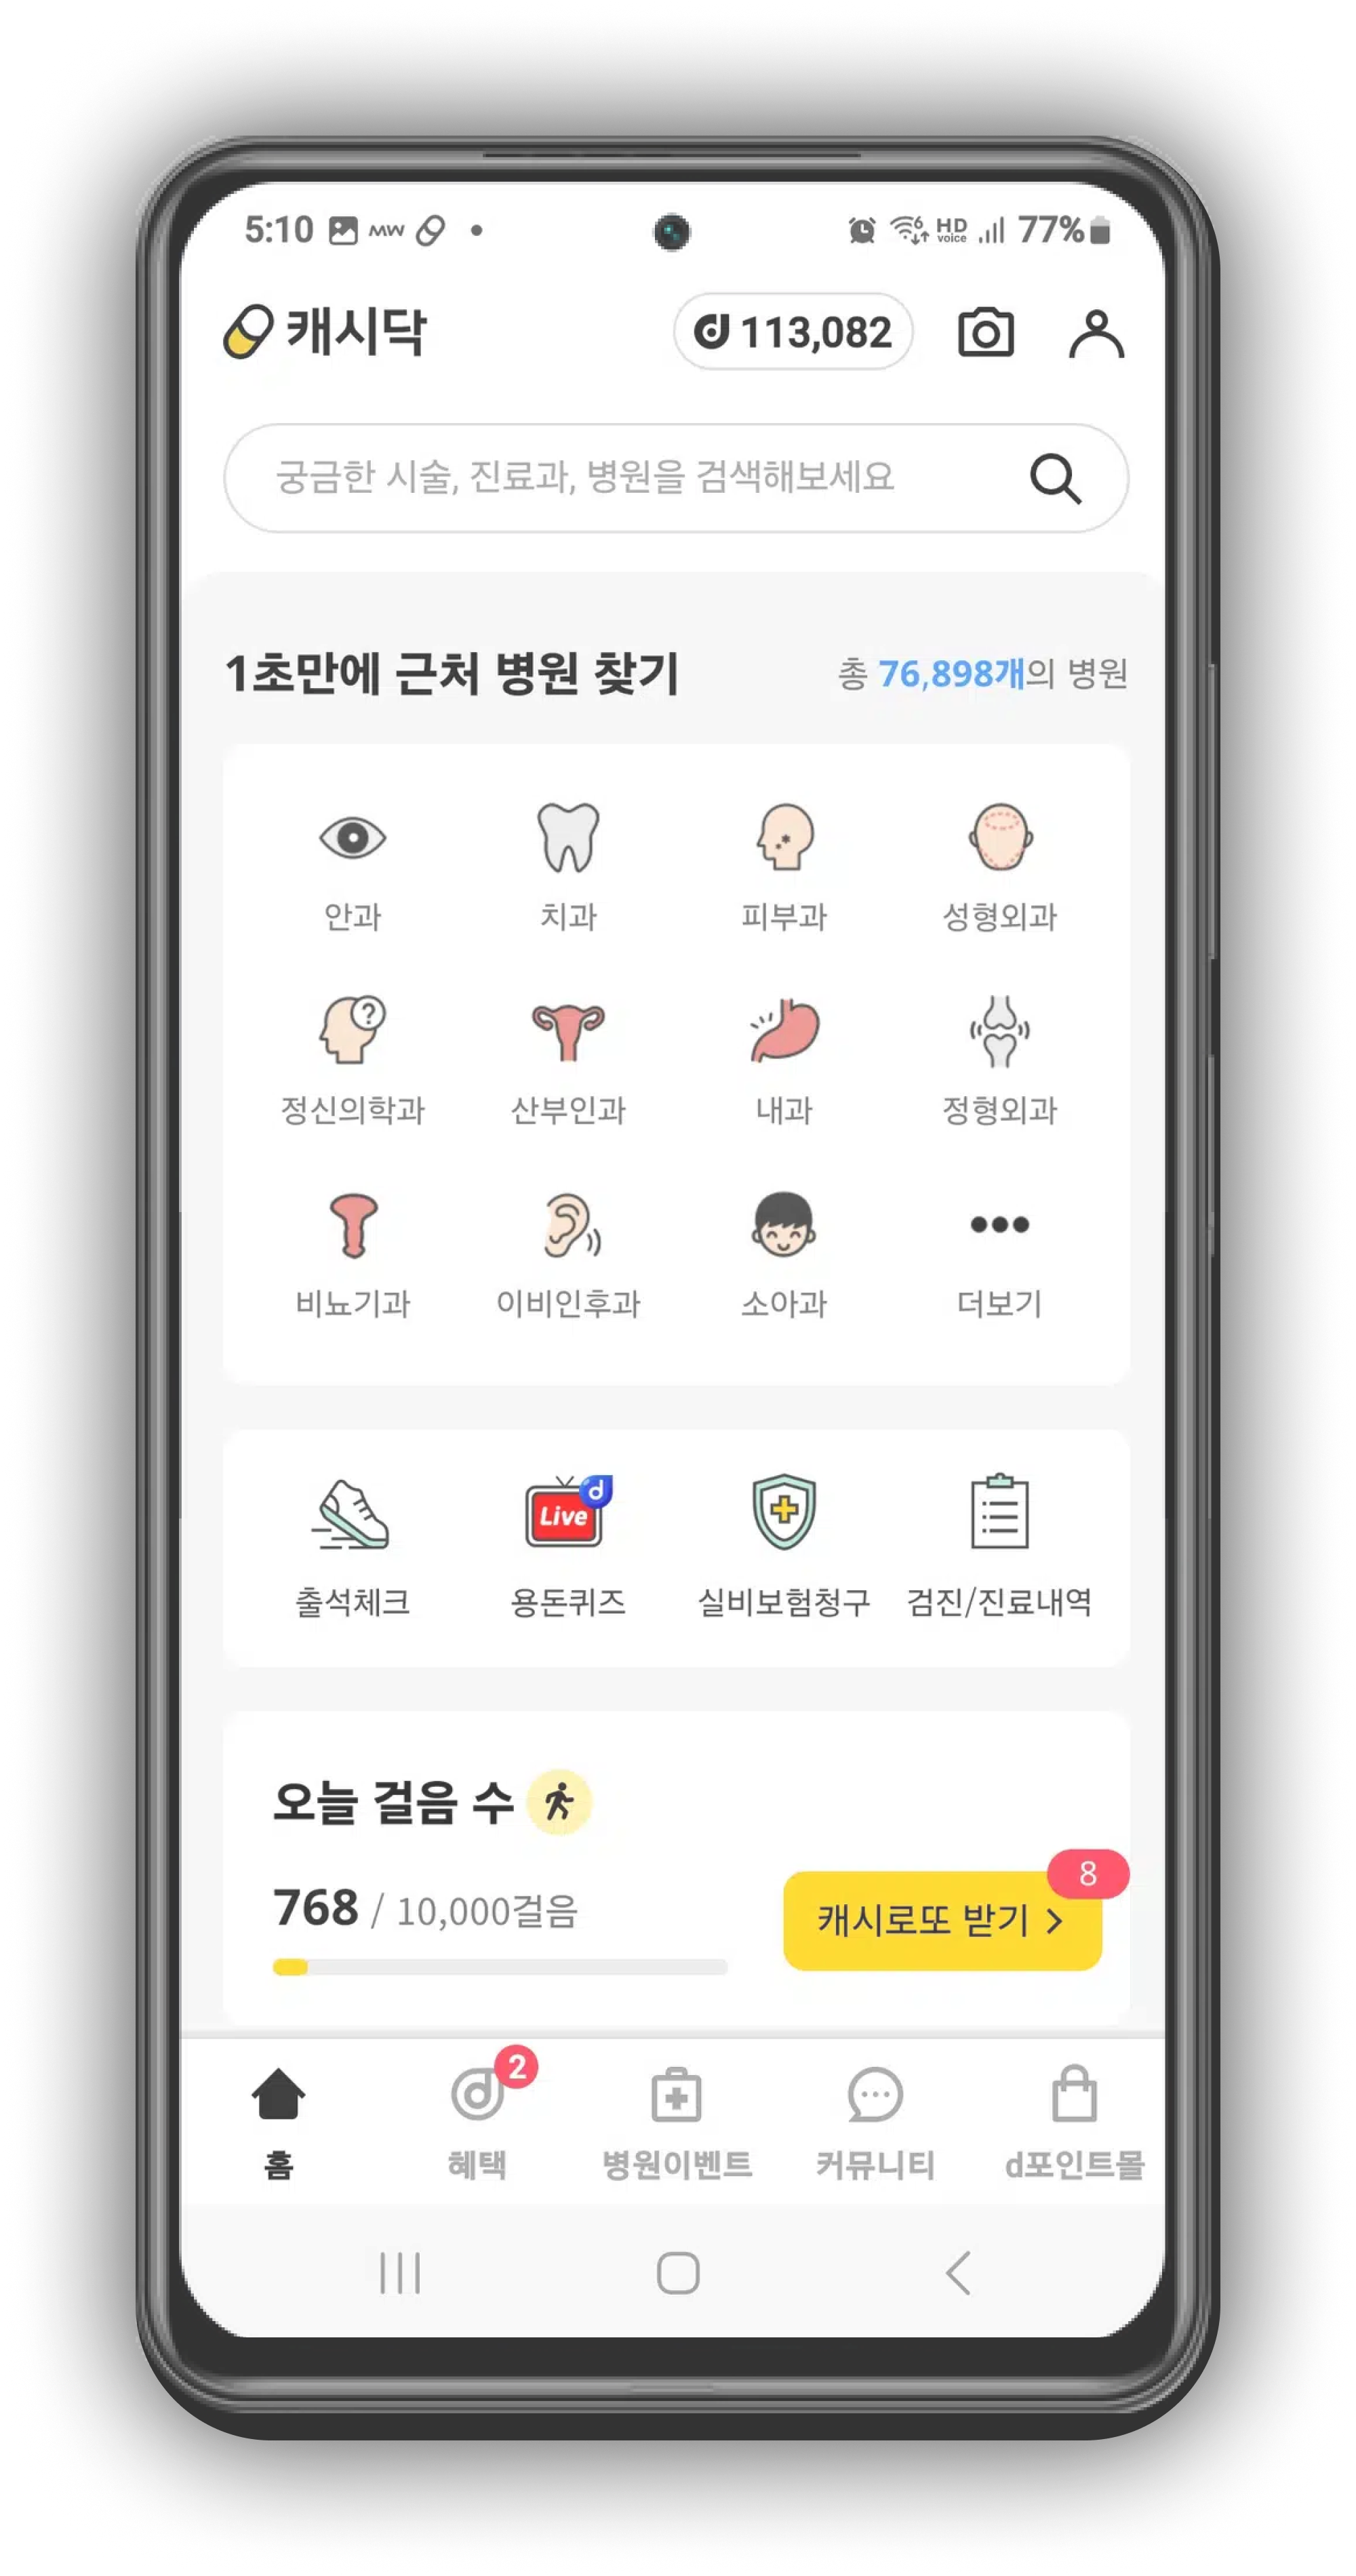 5:10 MW HD voice 77%
캐시닥 d 113,082
궁금한 시술, 진료과, 병원을 검색해보세요
1초만에 근처 병원 찾기 총 76,898개의 병원
안과 치과 피부과 성형외과
?
정신의학과 산부인과 내과 정형외과
비뇨기과 이비인후과 소아과 더보기
Live d
출석체크 용돈퀴즈 실비보험청구 검진/진료내역
오늘 걸음 수
8
768 / 10,000걸음 캐시로또 받기 >
d 2
홈 혜택 병원이벤트 커뮤니티 d포인트몰